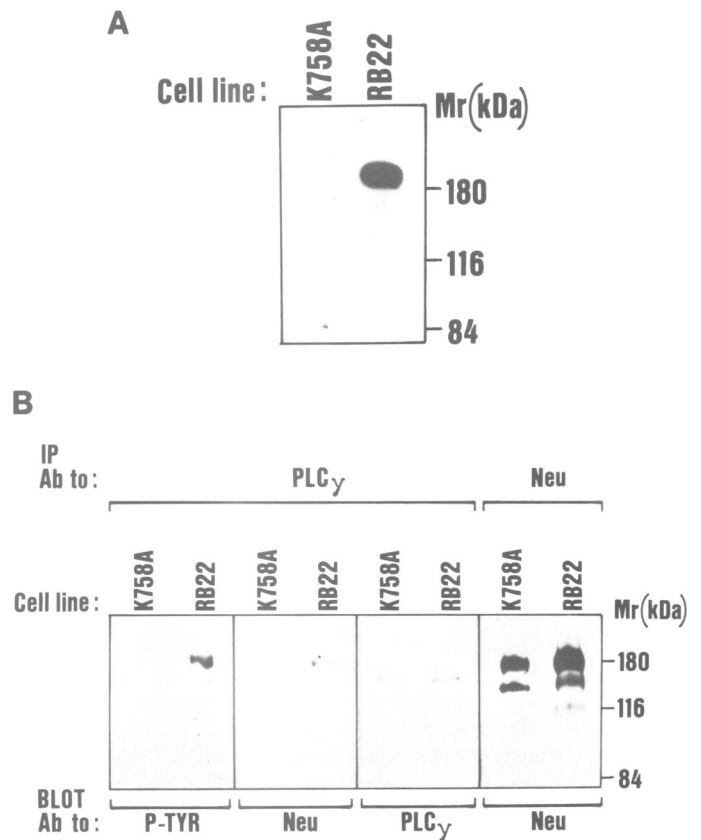 A
Cell line: K758A RB22
Mr(kDa)
180
116
84
B
IP
Ab to: PLCγ Neu
Cell line: K758A RB22 K758A RB22 K758A RB22 K758A RB22 Mr(kDa)
180
116
84
BLOT
Ab to: P-TYR Neu PLCγ Neu